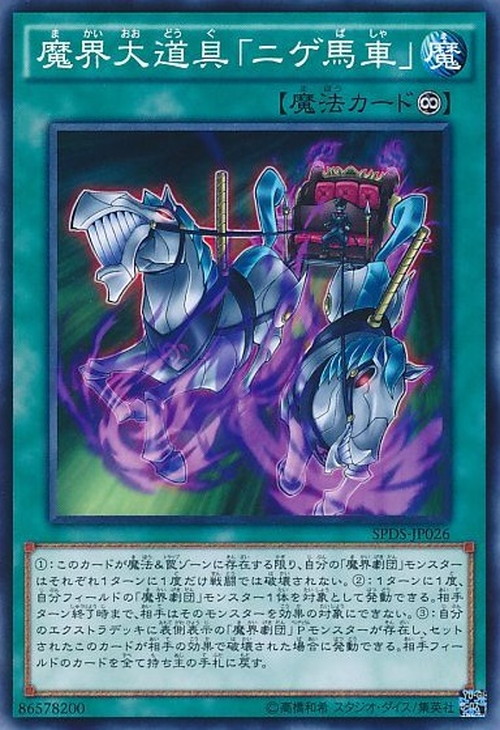 魔界大道具「ニゲ馬車」 魔
【魔法カード】
SPDS-JP026
①:このカードが魔法&罠ゾーンに存在する限り、自分の「魔界劇団」モンスター
はそれぞれ1ターンに1度だけ戦闘では破壊されない。②:1ターンに1度、
自分フィールドの「魔界劇団」モンスター1体を対象として発動できる。相手
ターン終了時まで、相手はそのモンスターを効果の対象にできない。③:自分
のエクストラデッキに表側表示の「魔界劇団」Pモンスターが存在し、セット
されたこのカードが相手の効果で破壊された場合に発動できる。相手フィー
ルドのカードを全て持ち主の手札に戻す。
86578200
©高橋和希 スタジオ・ダイス/集英社